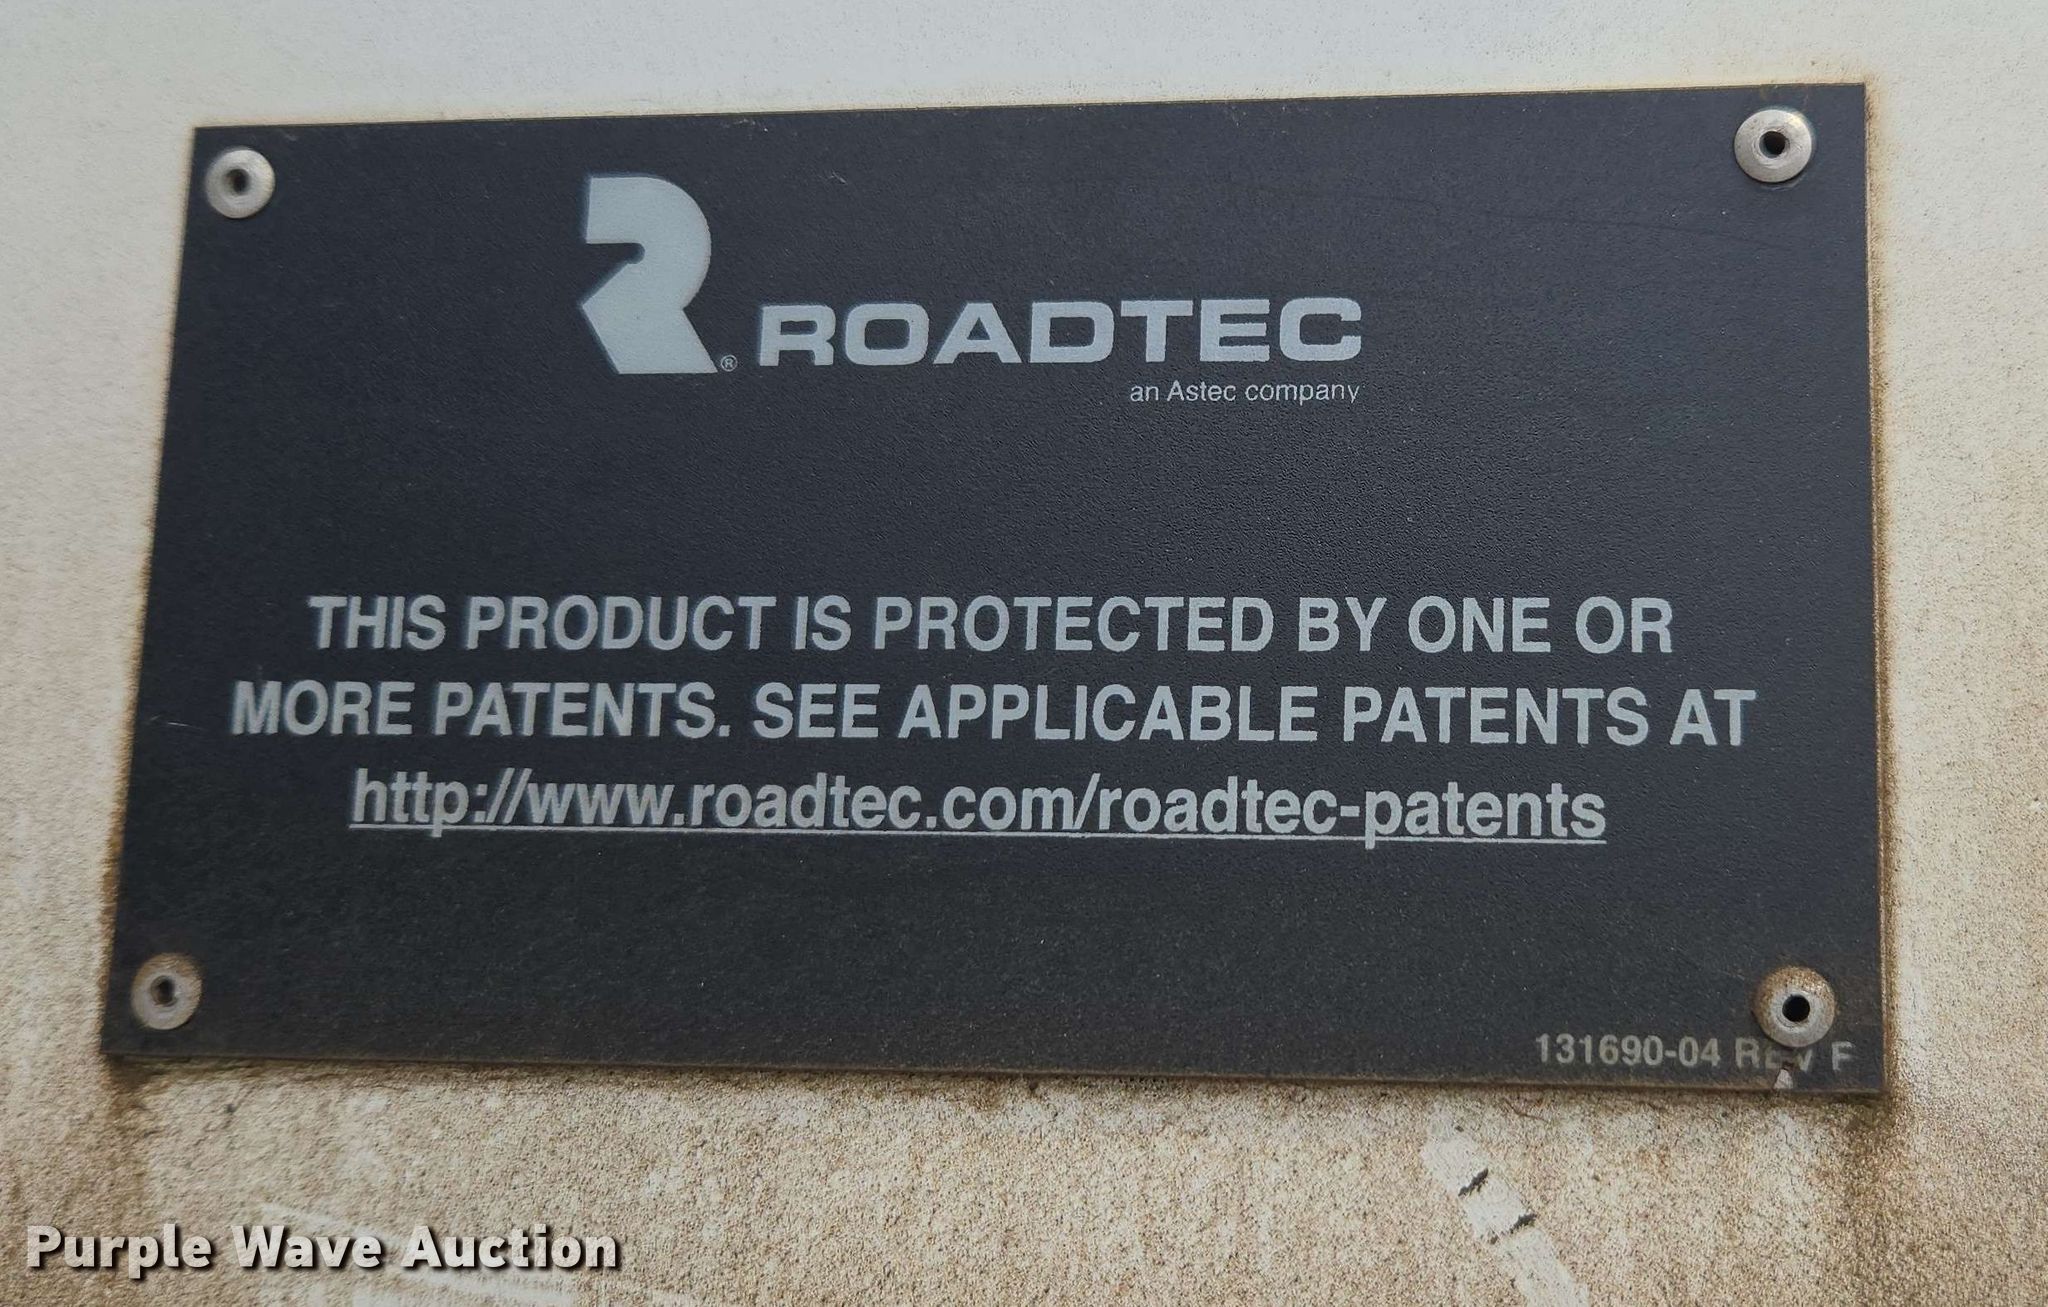 R® ROADTEC
an Astec company
THIS PRODUCT IS PROTECTED BY ONE OR
MORE PATENTS. SEE APPLICABLE PATENTS AT
http://www.roadtec.com/roadtec-patents
131690-04 REV F
Purple Wave Auction